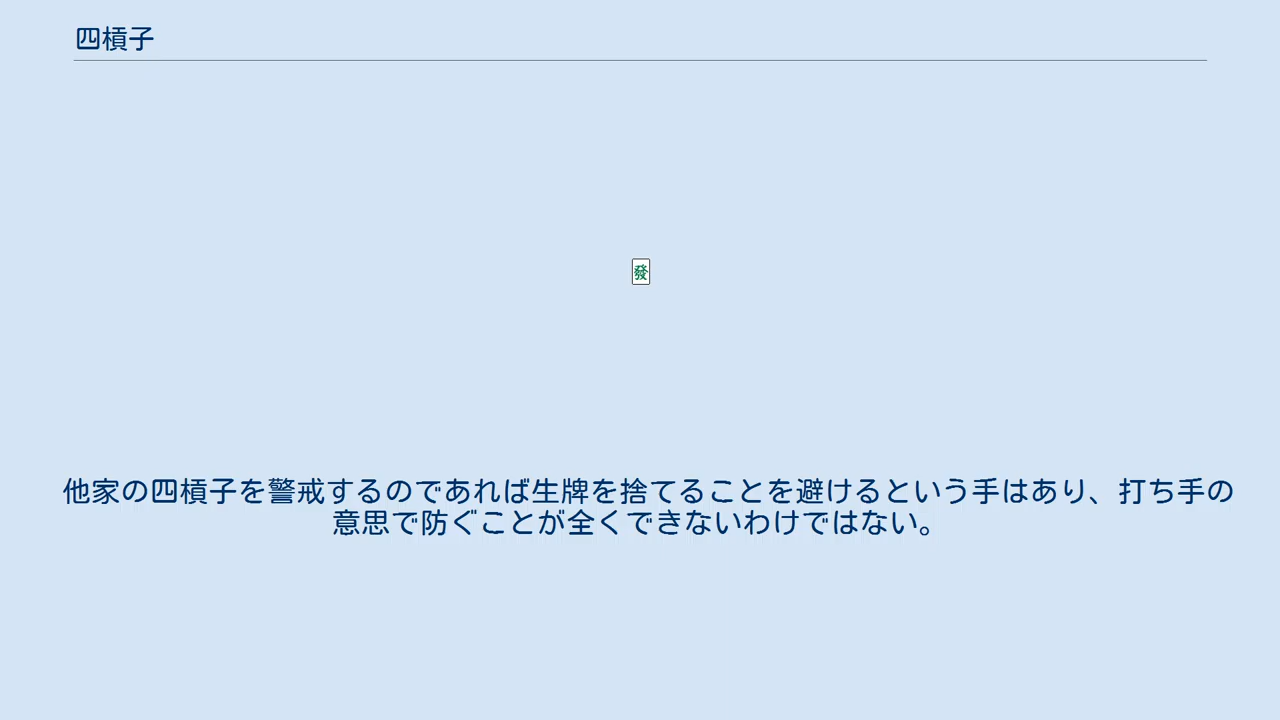 四槓子
發
他家の四槓子を警戒するのであれば生牌を捨てることを避けるという手はあり、打ち手の
意思で防ぐことが全くできないわけではない。